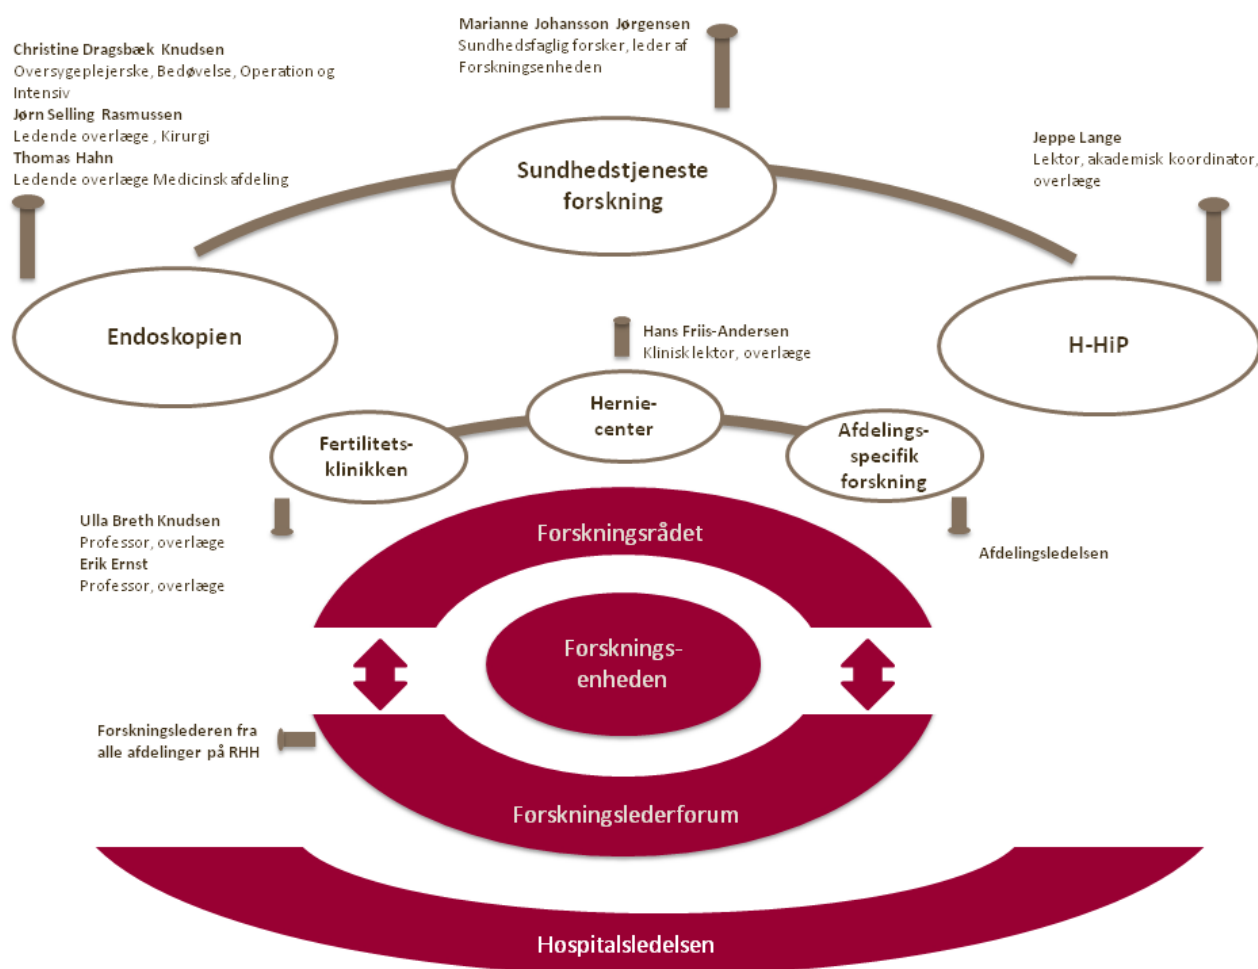 Marianne Johansson Jørgensen
Sundhedsfaglig forsker, leder af
Forskningsenheden
Christine Dragsbæk Knudsen
Oversygeplejerske, Bedøvelse, Operation og
Intensiv
Jørn Selling Rasmussen
Ledende overlæge , Kirurgi
Thomas Hahn
Ledende overlæge Medicinsk afdeling
Jeppe Lange
Lektor, akademisk koordinator,
overlæge
Sundhedstjeneste
forskning
Endoskopien
H-HiP
Hans Friis-Andersen
Klinisk lektor, overlæge
Hernie-
center
Fertilitets-
klinikken
Afdelings-
specifik
forskning
Ulla Breth Knudsen
Professor, overlæge
Erik Ernst
Professor, overlæge
Afdelingsledelsen
Forskningsrådet
Forsknings-
enheden
Forskningslederen fra
alle afdelinger på RHH
Forskningslederforum
Hospitalsledelsen